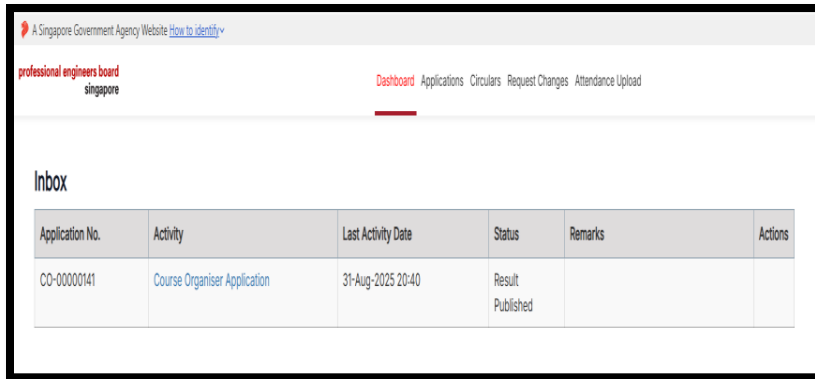 A Singapore Government Agency Website How to identify
professional engineers board
singapore
Dashboard Applications Circulars Request Changes Attendance Upload
Inbox
Application No. Activity Last Activity Date Status Remarks Actions
CO-00000141 Course Organiser Application 31-Aug-2025 20:40 Result
Published